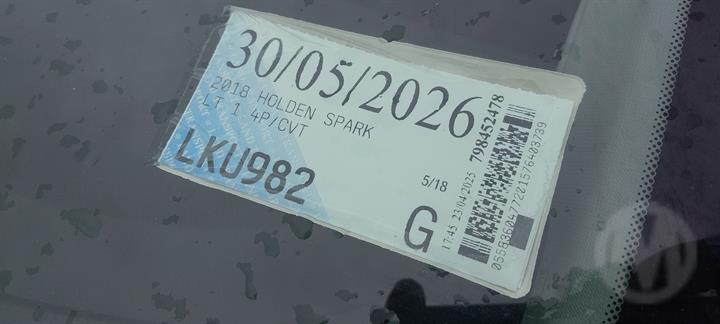 30/05/2026
2018 HOLDEN SPARK
LT 1 4P/CVT
LKU982
5/18
G
17:45 23/04/2025 798452478